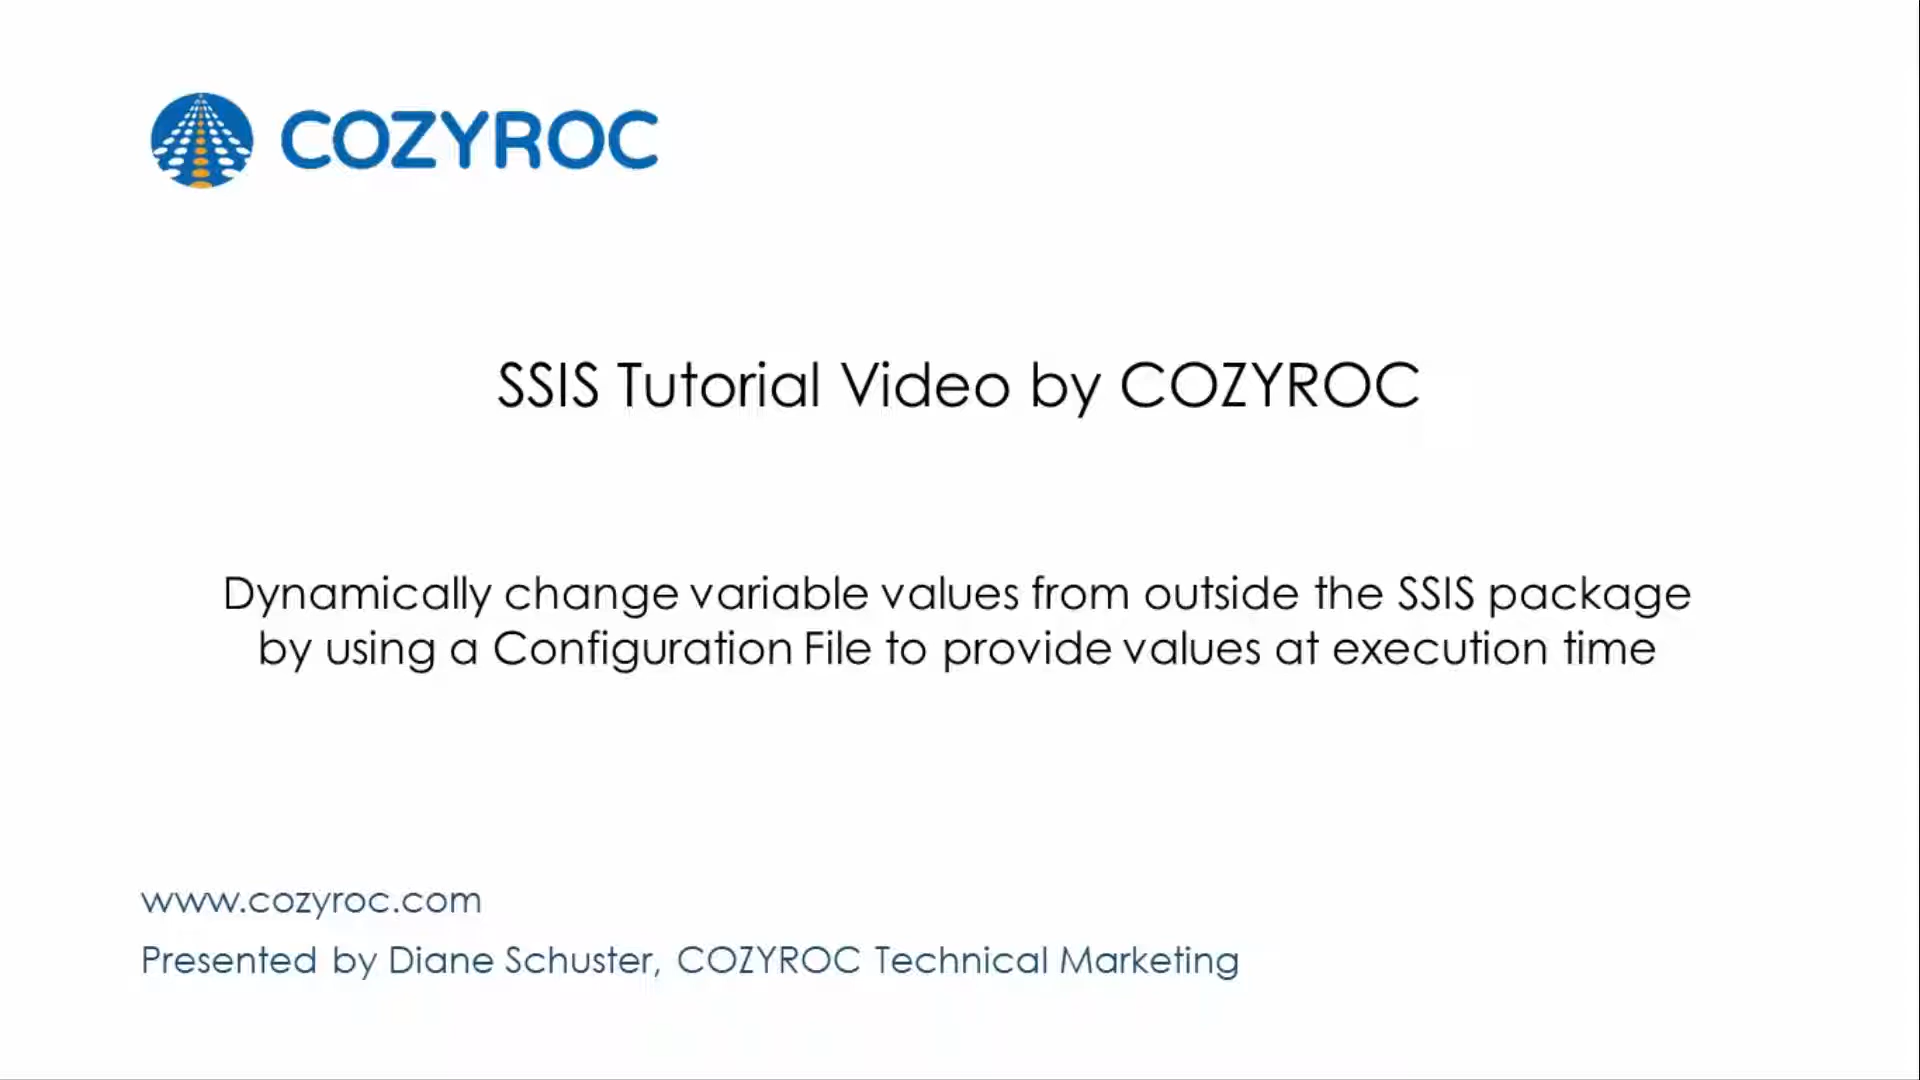 COZYROC
SSIS Tutorial Video by COZYROC
Dynamically change variable values from outside the SSIS package
by using a Configuration File to provide values at execution time
www.cozyroc.com
Presented by Diane Schuster, COZYROC Technical Marketing